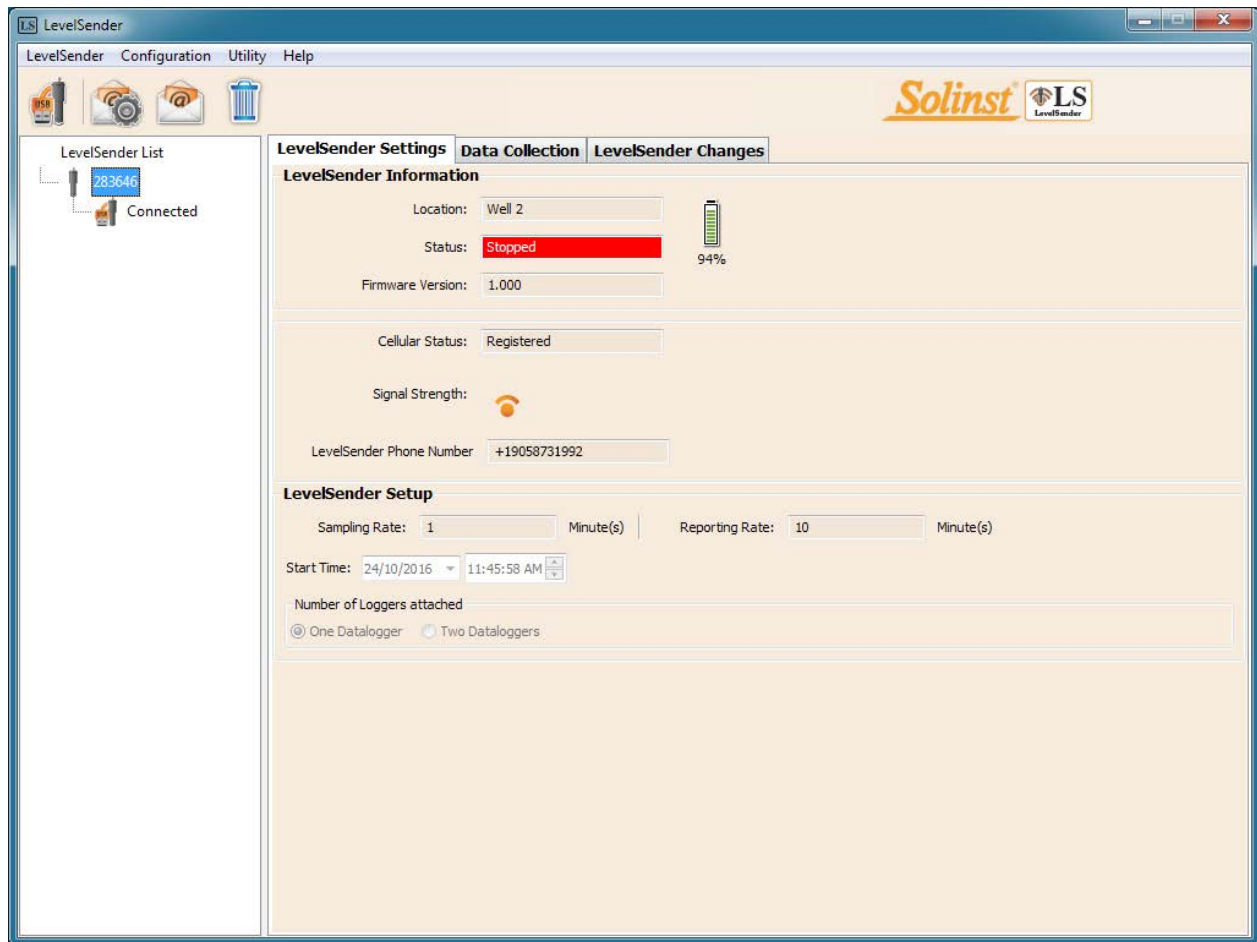 LS LevelSender
LevelSender Configuration Utility Help
USB @ @ Solinst® LS
LevelSender
LevelSender List
283646
Connected
LevelSender Settings Data Collection LevelSender Changes
LevelSender Information
Location: Well 2
Status: Stopped
94%
Firmware Version: 1.000
Cellular Status: Registered
Signal Strength:
LevelSender Phone Number +19058731992
LevelSender Setup
Sampling Rate: 1 Minute(s) Reporting Rate: 10 Minute(s)
Start Time: 24/10/2016 11:45:58 AM
Number of Loggers attached
One Datalogger Two Dataloggers